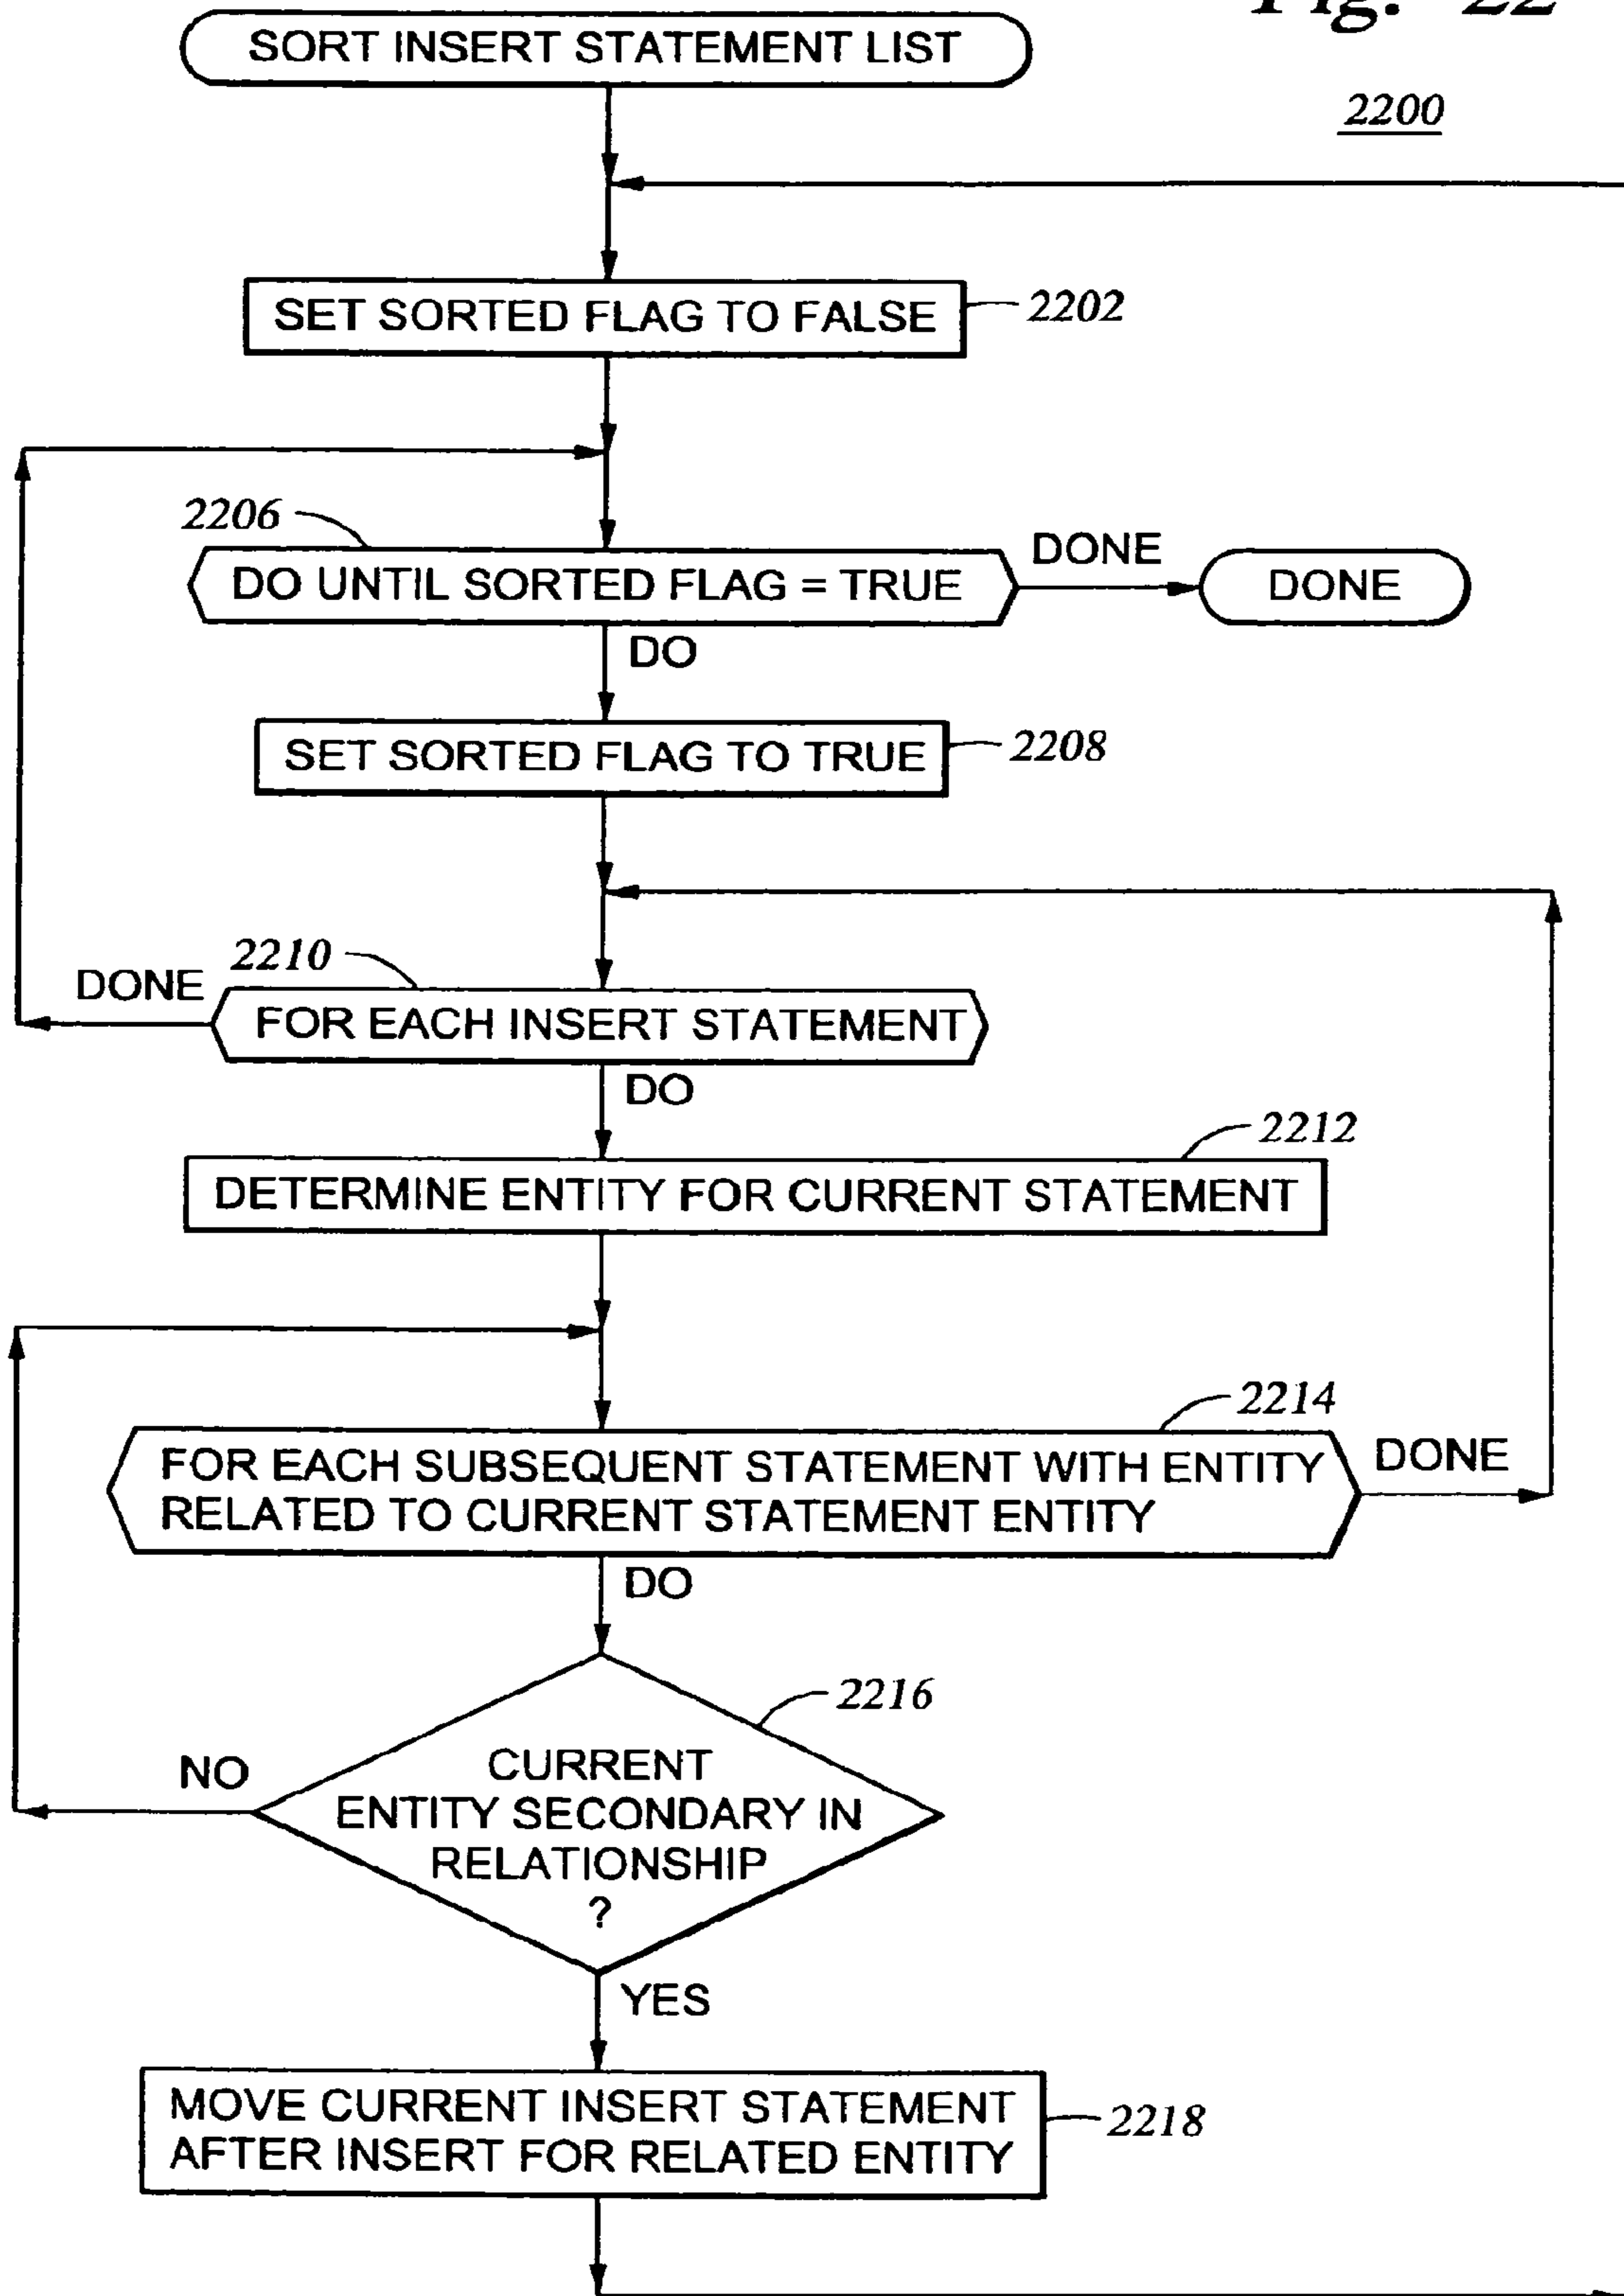 Fig. 22
SORT INSERT STATEMENT LIST
2200
SET SORTED FLAG TO FALSE
2202
2206
DO UNTIL SORTED FLAG = TRUE
DONE
DONE
DO
SET SORTED FLAG TO TRUE
2208
2210
DONE
FOR EACH INSERT STATEMENT
DO
2212
DETERMINE ENTITY FOR CURRENT STATEMENT
2214
FOR EACH SUBSEQUENT STATEMENT WITH ENTITY
RELATED TO CURRENT STATEMENT ENTITY
DONE
DO
2216
NO
CURRENT
ENTITY SECONDARY IN
RELATIONSHIP
?
YES
MOVE CURRENT INSERT STATEMENT
AFTER INSERT FOR RELATED ENTITY
2218